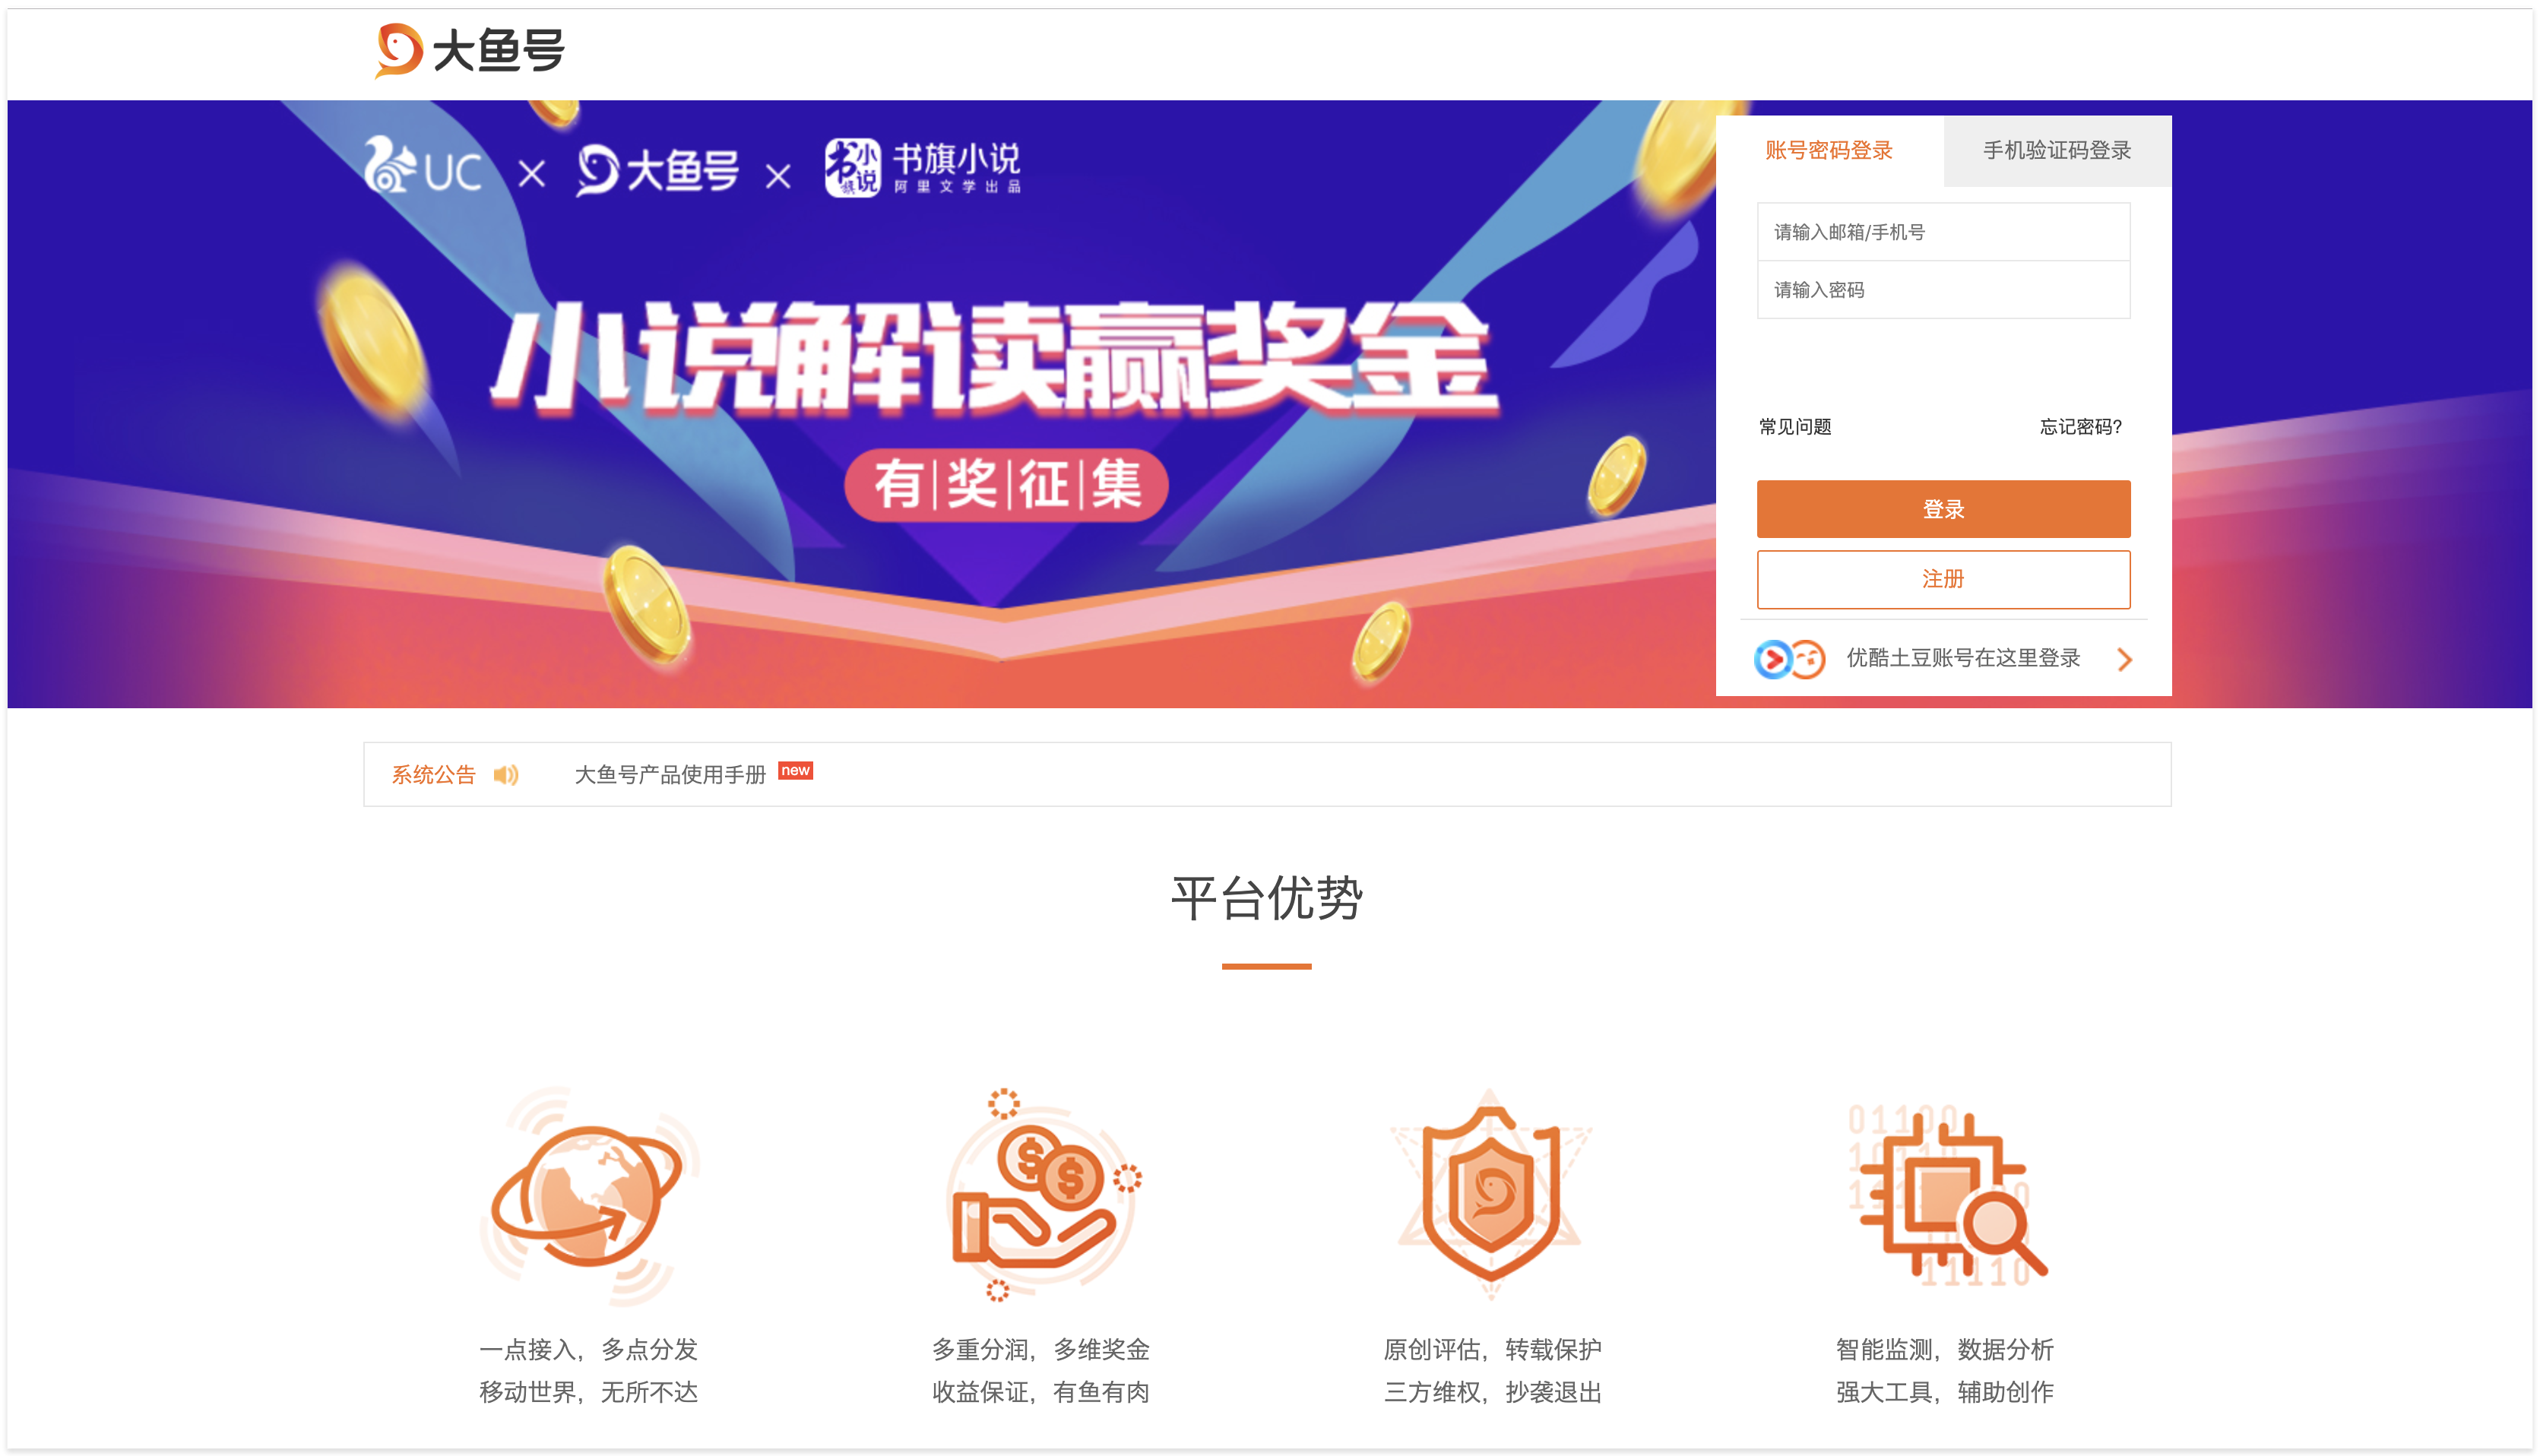 大鱼号
UC × 大鱼号 × 书旗小说 书旗小说
阿里文学出品
小说解读赢奖金
有奖征集
账号密码登录 手机验证码登录
请输入邮箱/手机号
请输入密码
常见问题 忘记密码?
登录
注册
优酷土豆账号在这里登录
系统公告 大鱼号产品使用手册 new
平台优势
一点接入，多点分发
移动世界，无所不达
多重分润，多维奖金
收益保证，有鱼有肉
原创评估，转载保护
三方维权，抄袭退出
01100
10110
11110
智能监测，数据分析
强大工具，辅助创作